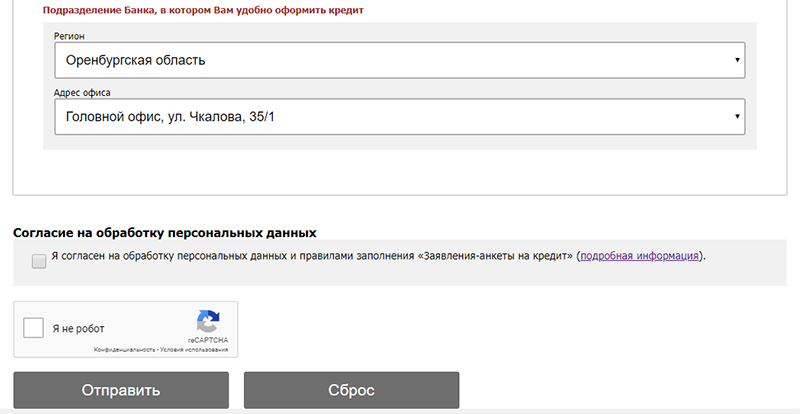 Подразделение Банка, в котором Вам удобно оформить кредит
Регион
Оренбургская область
Адрес офиса
Головной офис, ул. Чкалова, 35/1
Согласие на обработку персональных данных
Я согласен на обработку персональных данных и правилами заполнения «Заявления-анкеты на кредит» (подробная информация).
Я не робот
reCAPTCHA
Конфиденциальность - Условия использования
Отправить
Сброс